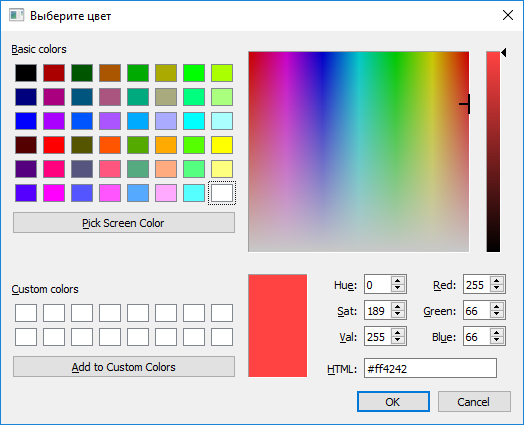 Выберите цвет
Basic colors
Pick Screen Color
Custom colors
Add to Custom Colors
Hue: 0 Red: 255
Sat: 189 Green: 66
Val: 255 Blue: 66
HTML: #ff4242
OK Cancel